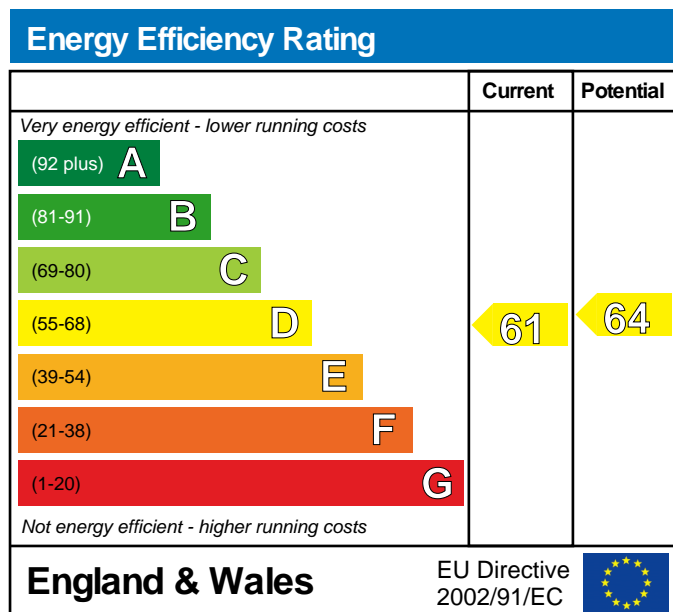 Energy Efficiency Rating
Current Potential
Very energy efficient - lower running costs
(92 plus) A
(81-91) B
(69-80) C
(55-68) D 61 64
(39-54) E
(21-38) F
(1-20) G
Not energy efficient - higher running costs
England & Wales
EU Directive
2002/91/EC